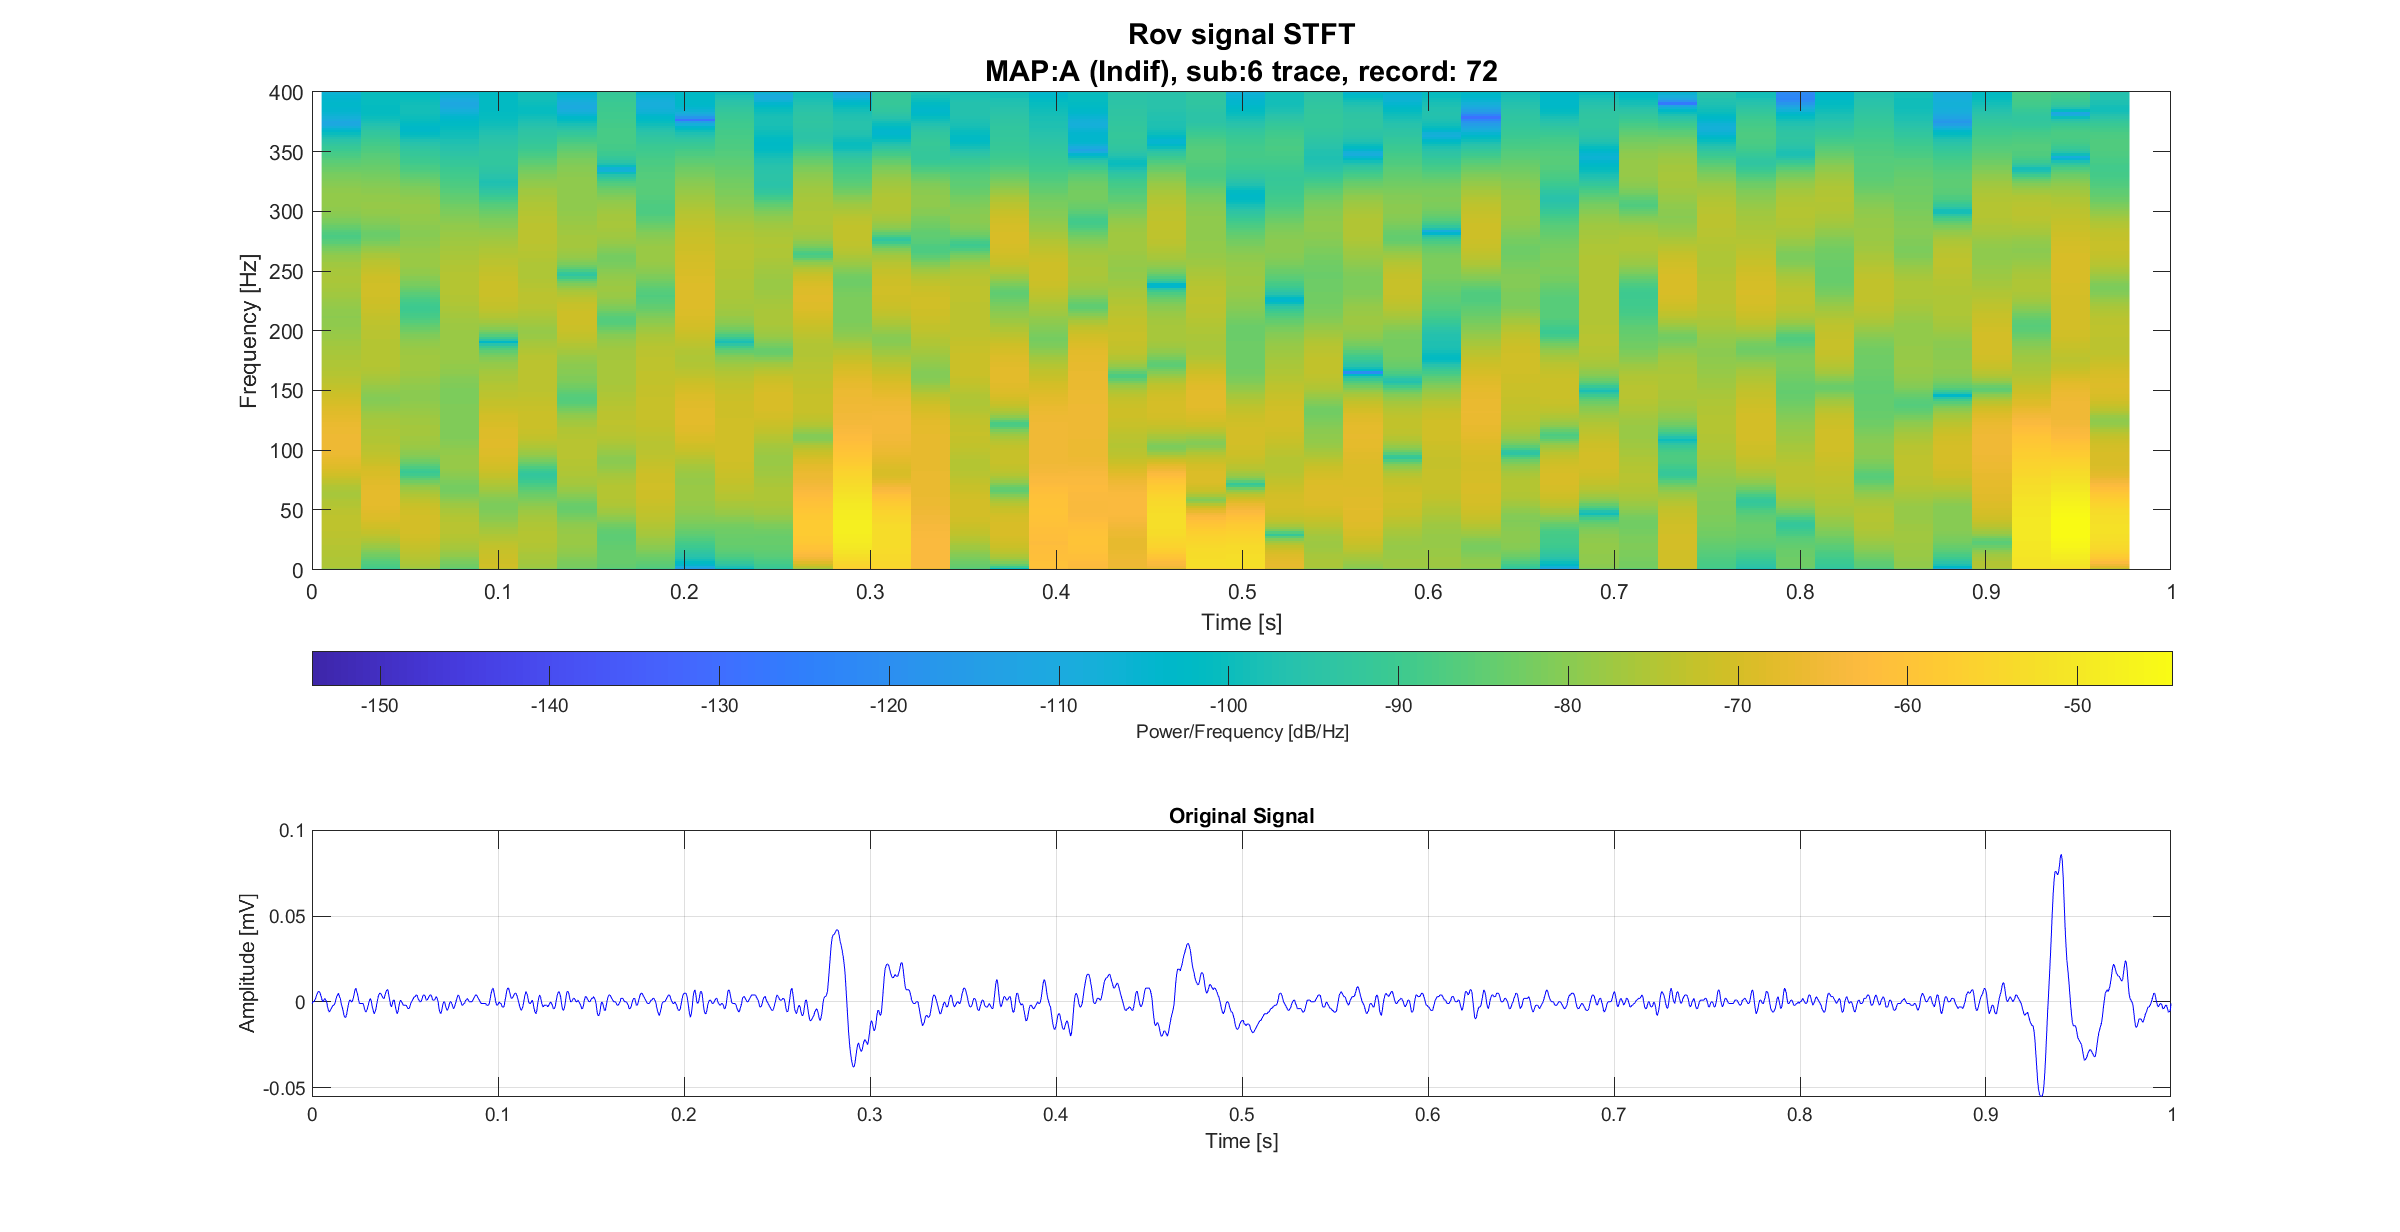 Rov signal STFT
MAP:A (Indif), sub:6 trace, record: 72
400
350
300
250
200
150
100
50
0
Frequency [Hz]
0 0.1 0.2 0.3 0.4 0.5 0.6 0.7 0.8 0.9 1
Time [s]
-150 -140 -130 -120 -110 -100 -90 -80 -70 -60 -50
Power/Frequency [dB/Hz]
Original Signal
0.1
0.05
0
-0.05
Amplitude [mV]
0 0.1 0.2 0.3 0.4 0.5 0.6 0.7 0.8 0.9 1
Time [s]